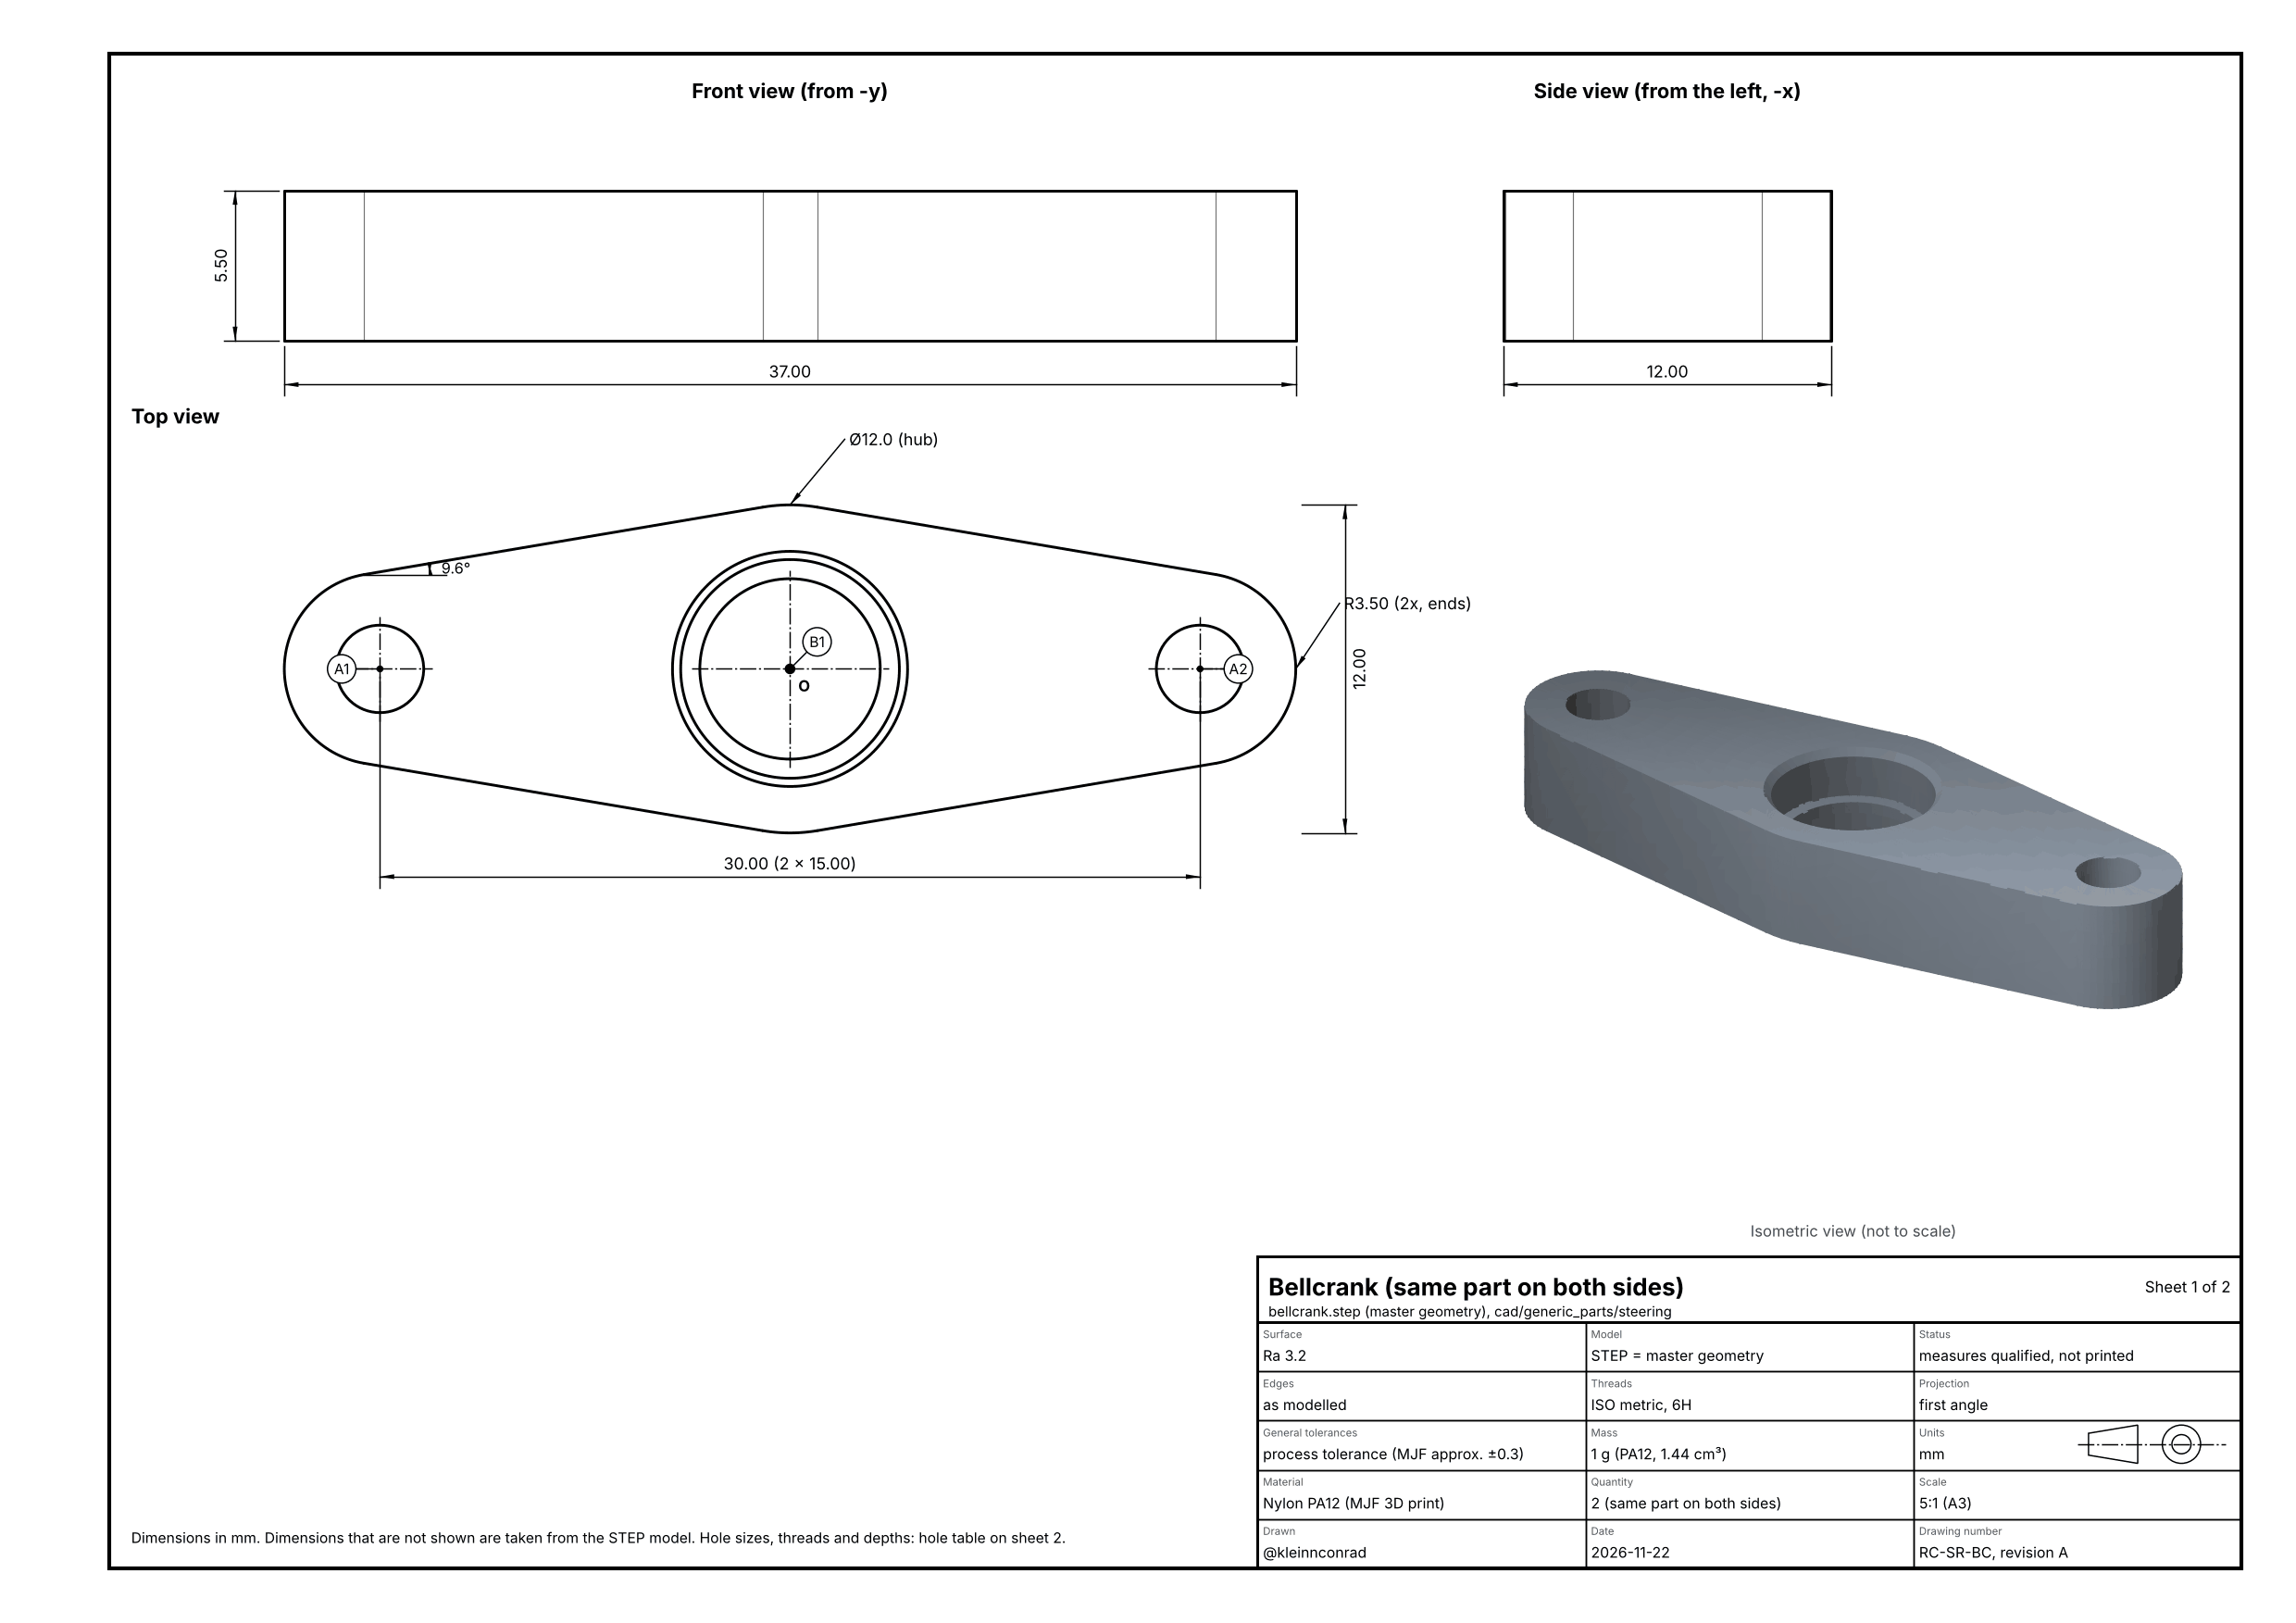 Front view (from -y)
Side view (from the left, -x)
5.50
37.00
12.00
Top view
Ø12.0 (hub)
9.6°
R3.50 (2x, ends)
B1
A1
A2
O
12.00
30.00 (2 × 15.00)
Isometric view (not to scale)
Bellcrank (same part on both sides)
Sheet 1 of 2
bellcrank.step (master geometry), cad/generic_parts/steering
Surface
Model
Status
Ra 3.2
STEP = master geometry
measures qualified, not printed
Edges
Threads
Projection
as modelled
ISO metric, 6H
first angle
General tolerances
Mass
Units
process tolerance (MJF approx. ±0.3)
1 g (PA12, 1.44 cm³)
mm
Material
Quantity
Scale
Nylon PA12 (MJF 3D print)
2 (same part on both sides)
5:1 (A3)
Drawn
Date
Drawing number
@kleinnconrad
2026-11-22
RC-SR-BC, revision A
Dimensions in mm. Dimensions that are not shown are taken from the STEP model. Hole sizes, threads and depths: hole table on sheet 2.